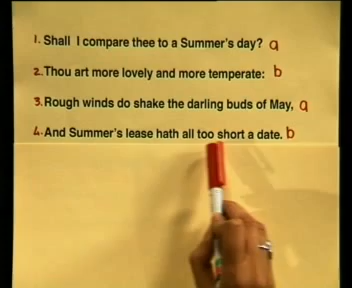 1. Shall I compare thee to a Summer's day? a
2. Thou art more lovely and more temperate: b
3. Rough winds do shake the darling buds of May, a
4. And Summer's lease hath all too short a date. b